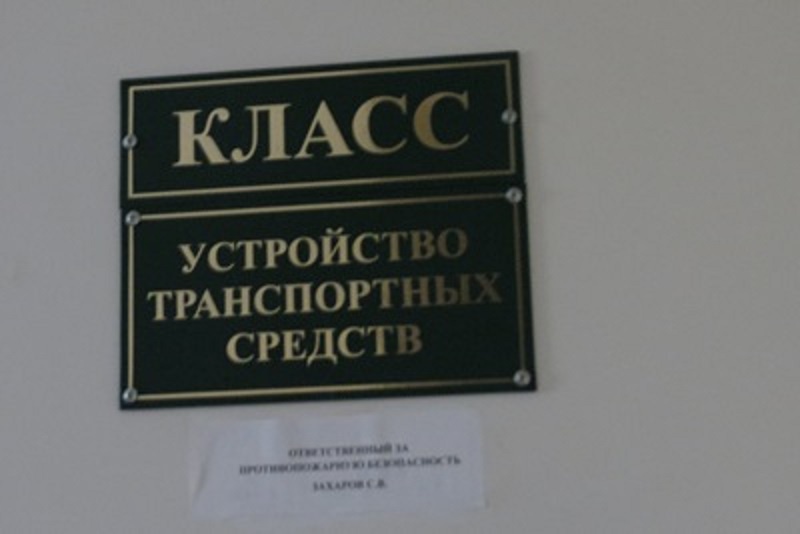 КЛАСС
УСТРОЙСТВО
ТРАНСПОРТНЫХ
СРЕДСТВ
ОТВЕТСТВЕННЫЙ ЗА
ПРОТИВОПОЖАРНУЮ БЕЗОПАСНОСТЬ
ЗАХАРОВ С.В.